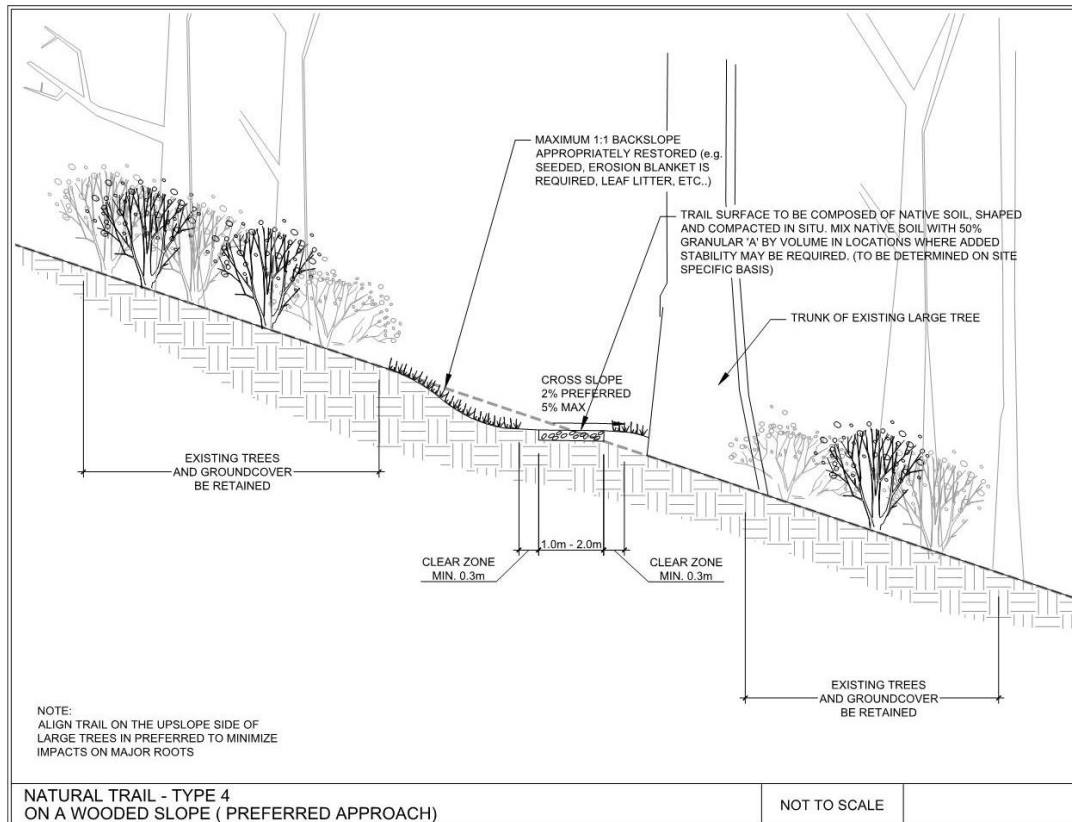 MAXIMUM 1:1 BACKSLOPE
APPROPRIATELY RESTORED (e.g.
SEEDED, EROSION BLANKET IS
REQUIRED, LEAF LITTER, ETC..)
TRAIL SURFACE TO BE COMPOSED OF NATIVE SOIL, SHAPED
AND COMPACTED IN SITU. MIX NATIVE SOIL WITH 50%
GRANULAR 'A' BY VOLUME IN LOCATIONS WHERE ADDED
STABILITY MAY BE REQUIRED. (TO BE DETERMINED ON SITE
SPECIFIC BASIS)
TRUNK OF EXISTING LARGE TREE
CROSS SLOPE
2% PREFERRED
5% MAX
EXISTING TREES
AND GROUNDCOVER
BE RETAINED
1.0m - 2.0m
CLEAR ZONE
MIN. 0.3m
CLEAR ZONE
MIN. 0.3m
EXISTING TREES
AND GROUNDCOVER
BE RETAINED
NOTE:
ALIGN TRAIL ON THE UPSLOPE SIDE OF
LARGE TREES IN PREFERRED TO MINIMIZE
IMPACTS ON MAJOR ROOTS
NATURAL TRAIL - TYPE 4
ON A WOODED SLOPE ( PREFERRED APPROACH)
NOT TO SCALE